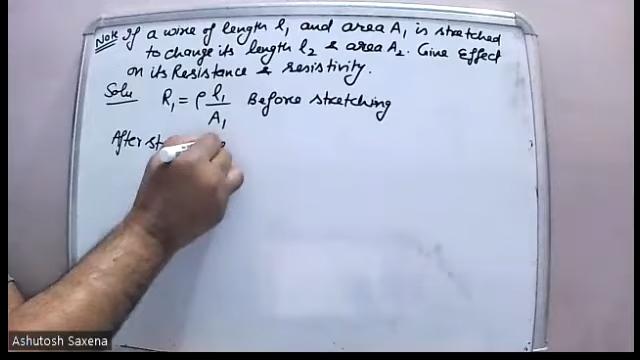 Note If a wire of length l₁ and area A₁ is stretched
to change its length l₂ & area A₂. Give Effect
on its Resistance & resistivity.
Solu R₁ = ρ l₁/A₁ Before stretching
After st
Ashutosh Saxena